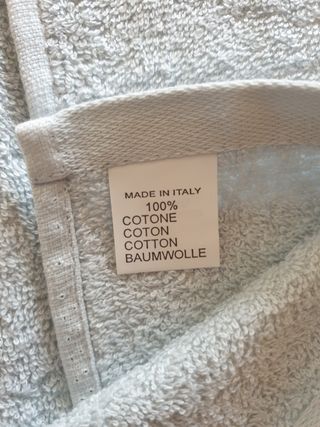 MADE IN ITALY
100%
COTONE
COTON
COTTON
BAUMWOLLE